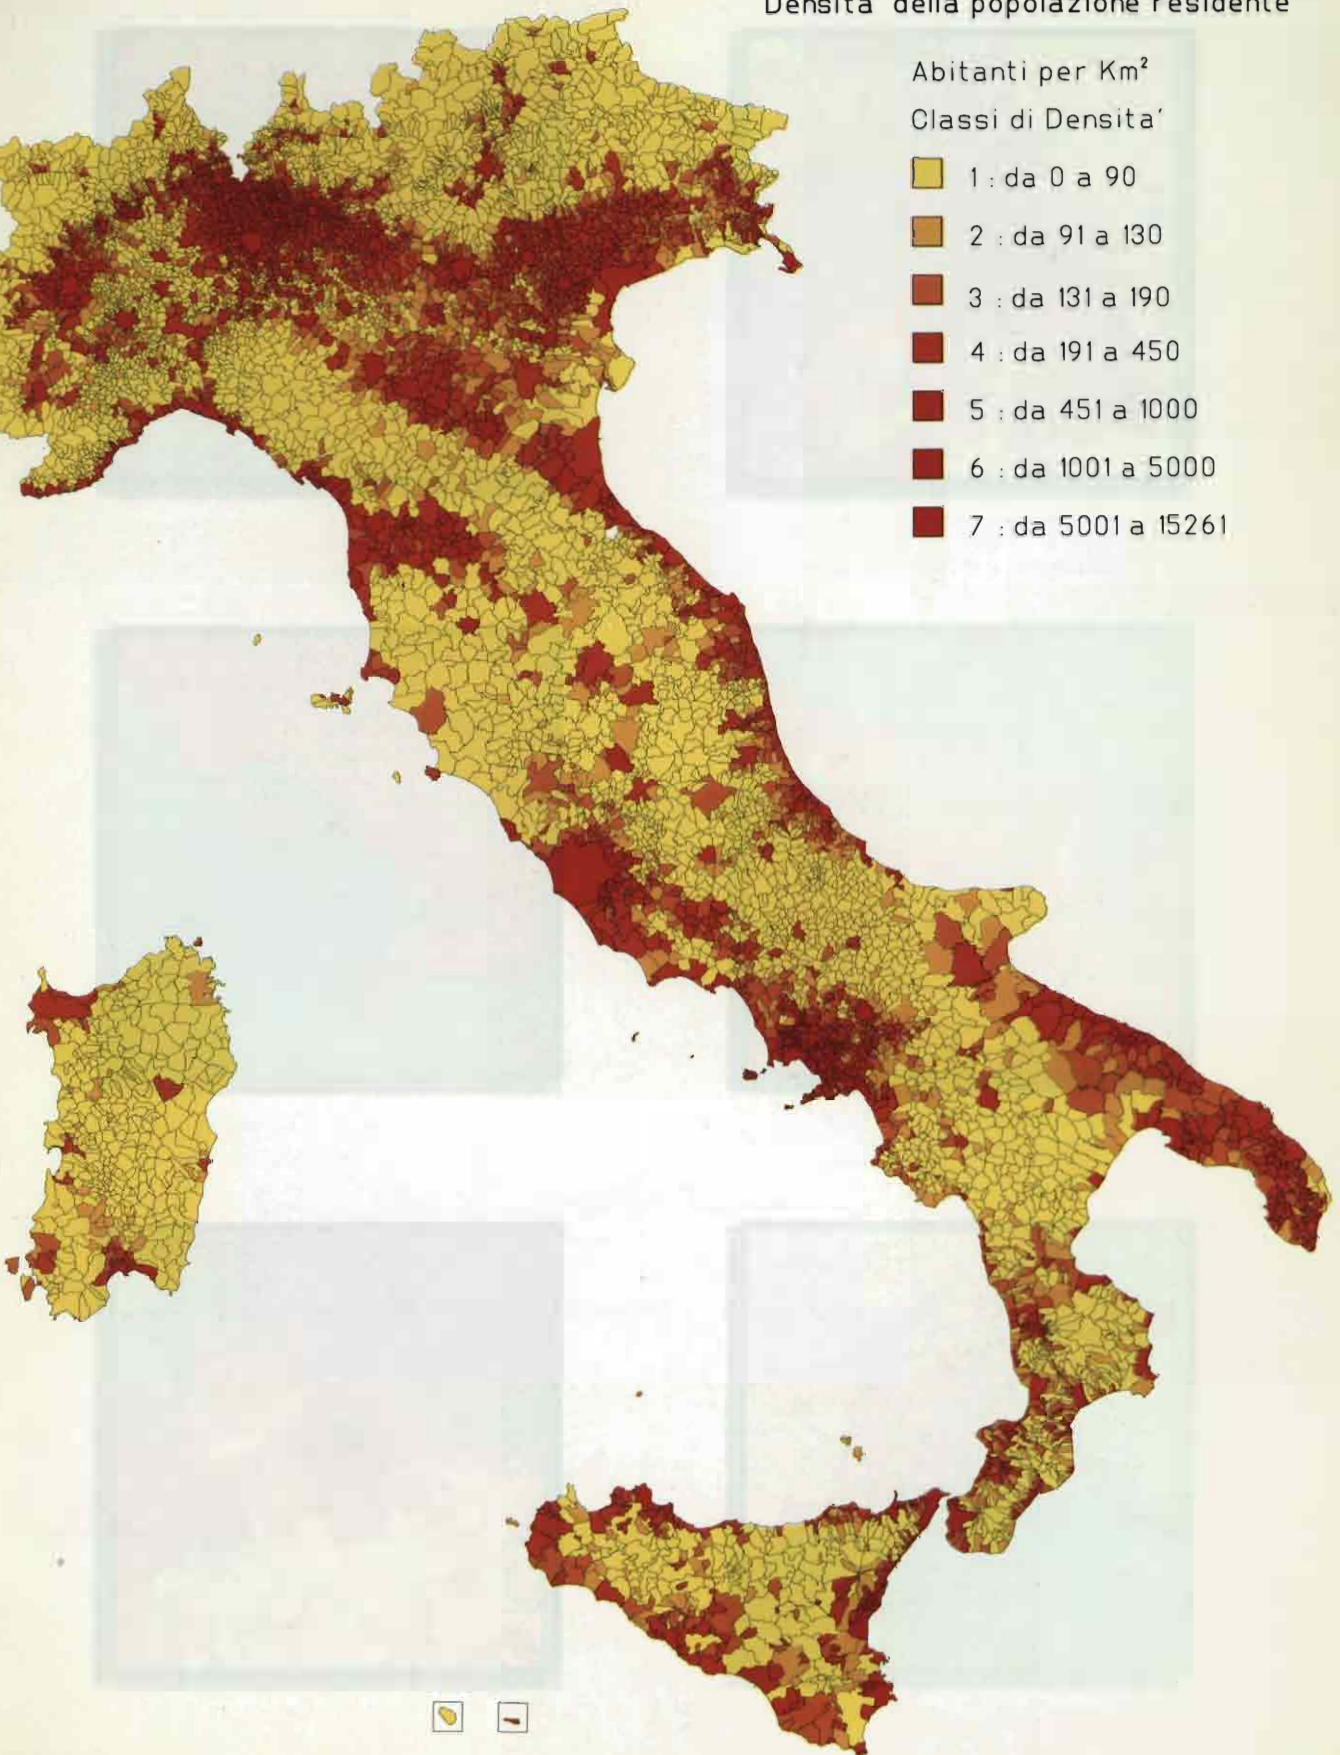 Densita' della popolazione residente
Abitanti per Km²
Classi di Densita'
1 : da 0 a 90
2 : da 91 a 130
3 : da 131 a 190
4 : da 191 a 450
5 : da 451 a 1000
6 : da 1001 a 5000
7 : da 5001 a 15261